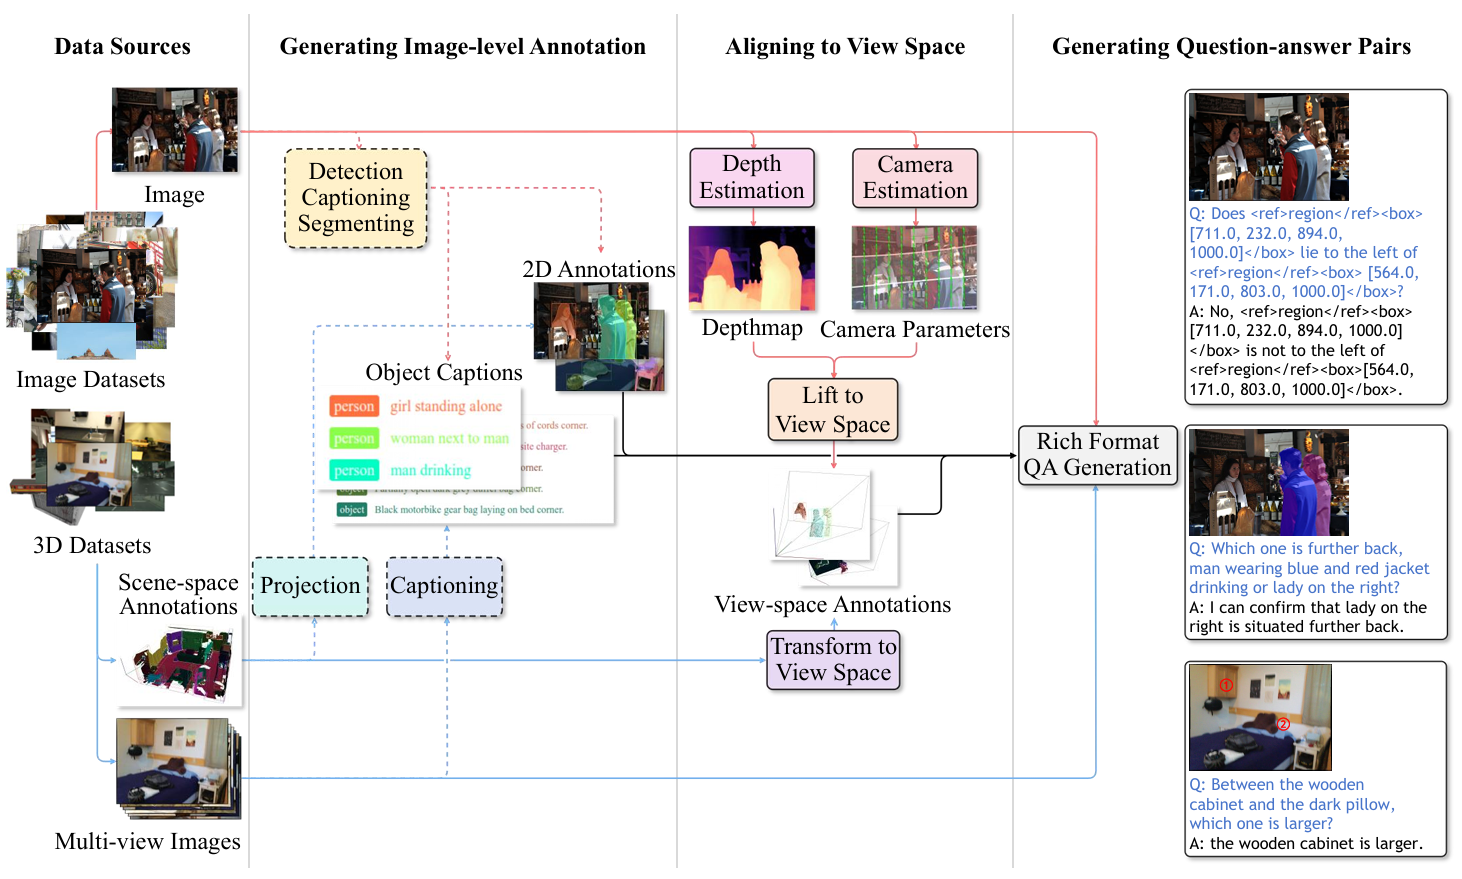 Data Sources
Generating Image-level Annotation
Aligning to View Space
Generating Question-answer Pairs
Image
Image Datasets
3D Datasets
Scene-space
Annotations
Multi-view Images
Detection
Captioning
Segmenting
2D Annotations
Object Captions
person girl standing alone
person woman next to man
person man drinking
s of cords corner.
site charger.
orner.
object Partially open dark grey duffel bag corner.
object Black motorbike gear bag laying on bed corner.
Projection
Captioning
Depth
Estimation
Camera
Estimation
Depthmap
Camera Parameters
Lift to
View Space
View-space Annotations
Transform to
View Space
Rich Format
QA Generation
Q: Does <ref>region</ref><box>
[711.0, 232.0, 894.0,
1000.0]</box> lie to the left of
<ref>region</ref><box> [564.0,
171.0, 803.0, 1000.0]</box>?
A: No, <ref>region</ref><box>
[711.0, 232.0, 894.0, 1000.0]
</box> is not to the left of
<ref>region</ref><box>[564.0,
171.0, 803.0, 1000.0]</box>.
Q: Which one is further back,
man wearing blue and red jacket
drinking or lady on the right?
A: I can confirm that lady on the
right is situated further back.
①
②
Q: Between the wooden
cabinet and the dark pillow,
which one is larger?
A: the wooden cabinet is larger.